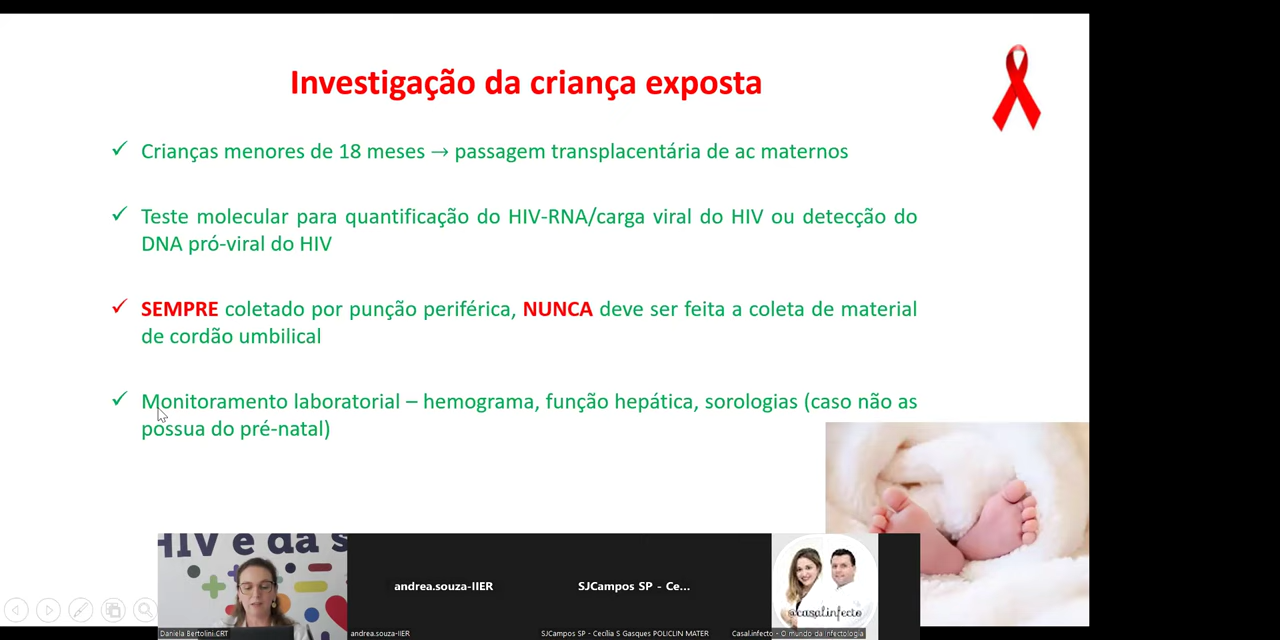 Investigação da criança exposta
✓ Crianças menores de 18 meses → passagem transplacentária de ac maternos
✓ Teste molecular para quantificação do HIV-RNA/carga viral do HIV ou detecção do
DNA pró-viral do HIV
✓ SEMPRE coletado por punção periférica, NUNCA deve ser feita a coleta de material
de cordão umbilical
✓ Monitoramento laboratorial – hemograma, função hepática, sorologias (caso não as
possua do pré-natal)
HIV e da s
andrea.souza-IIER
SJCampos SP - Ce...
@casal.infecto
Daniela Bertolini.CRT
andrea.souza-IIER
SJCampos SP - Cecília S Gasques POLICLIN MATER
Casal.infecto - O mundo da infectologia